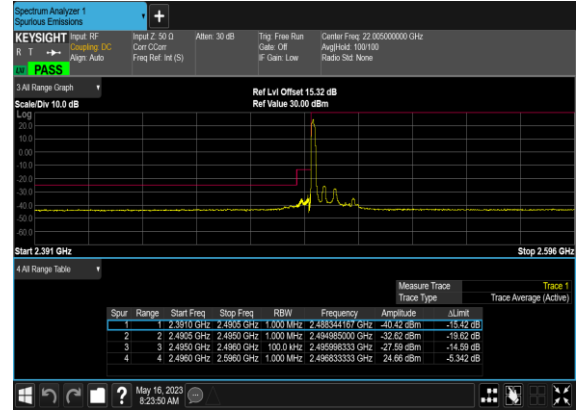 Spectrum Analyzer 1
Spurious Emissions
KEYSIGHT Input: RF Input Z: 50 Ω Atten: 30 dB Trig: Free Run Center Freq: 22.005000000 GHz
R T Coupling: DC Corr CCorr Gate: Off Avg|Hold: 100/100
Align: Auto Freq Ref: Int (S) IF Gain: Low Radio Std: None
PASS
3 All Range Graph
Ref Lvl Offset 15.32 dB
Scale/Div 10.0 dB Ref Value 30.00 dBm
Log
20.0
10.0
0.00
-10.0
-20.0
-30.0
-40.0
-50.0
-60.0
Start 2.391 GHz Stop 2.596 GHz
4 All Range Table
Measure Trace Trace 1
Trace Type Trace Average (Active)
Spur Range Start Freq Stop Freq RBW Frequency Amplitude ΔLimit
1 1 2.3910 GHz 2.4905 GHz 1.000 MHz 2.488344167 GHz -40.42 dBm -15.42 dB
2 2 2.4905 GHz 2.4950 GHz 1.000 MHz 2.494985000 GHz -32.62 dBm -19.62 dB
3 3 2.4950 GHz 2.4960 GHz 100.0 kHz 2.495998333 GHz -27.59 dBm -14.59 dB
4 4 2.4960 GHz 2.5960 GHz 1.000 MHz 2.496833333 GHz 24.66 dBm -5.342 dB
? May 16, 2023
8:23:50 AM